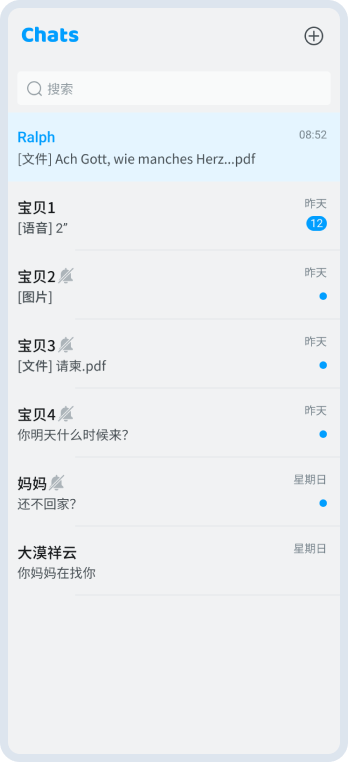 Chats
搜索
Ralph 08:52
[文件] Ach Gott, wie manches Herz...pdf
宝贝1 昨天
[语音] 2″ 12
宝贝2 昨天
[图片]
宝贝3 昨天
[文件] 请柬.pdf
宝贝4 昨天
你明天什么时候来?
妈妈 星期日
还不回家?
大漠祥云 星期日
你妈妈在找你